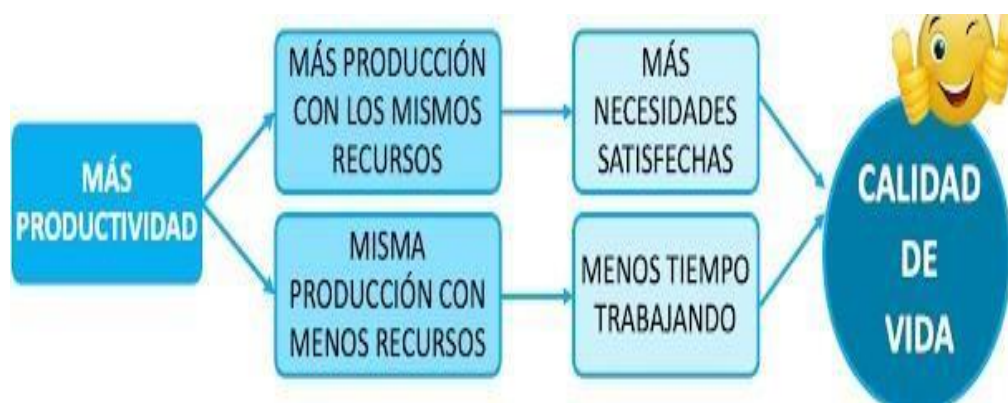 MÁS
PRODUCTIVIDAD
MÁS PRODUCCIÓN
CON LOS MISMOS
RECURSOS
MISMA
PRODUCCIÓN CON
MENOS RECURSOS
MÁS
NECESIDADES
SATISFECHAS
MENOS TIEMPO
TRABAJANDO
CALIDAD
DE
VIDA